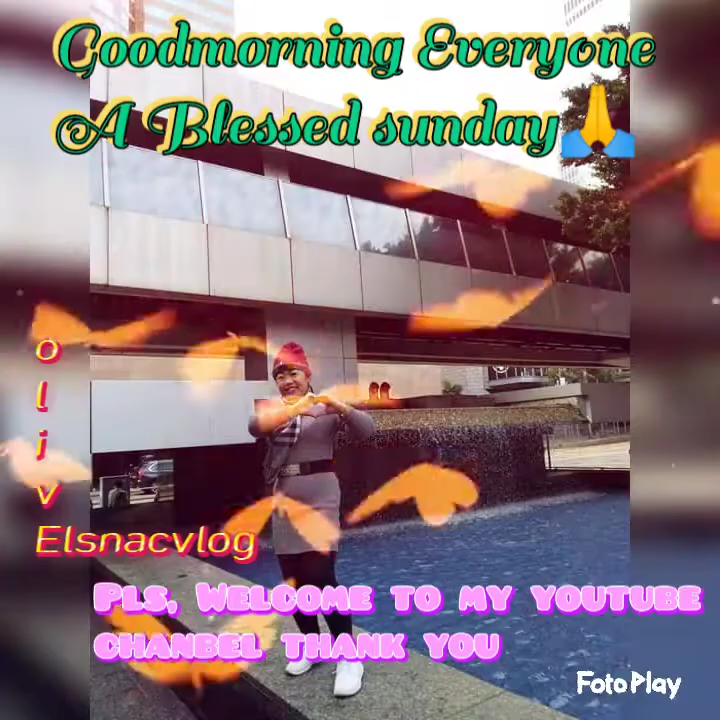 Goodmorning Everyone
A Blessed sunday🙏
o
l
i
v
Elsnacvlog
Pls, Welcome to my youtube
chanbel thank you
FotoPlay